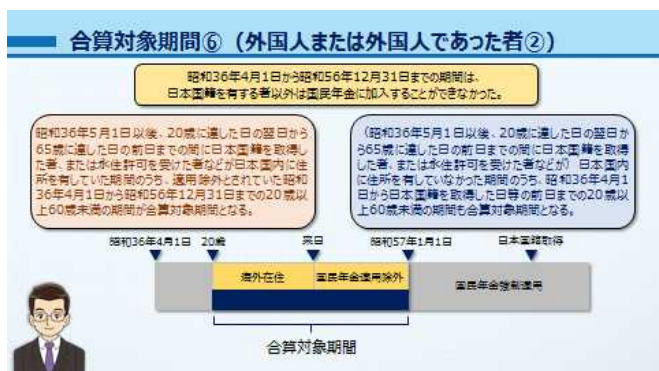 合算対象期間⑥（外国人または外国人であった者②）
昭和36年4月1日から昭和56年12月31日までの期間は、
日本国籍を有する者以外は国民年金に加入することができなかった。
昭和36年5月1日以後、20歳に達した日の翌日から
65歳に達した日の前日までの間に日本国籍を取得し
た者、または永住許可を受けた者などが日本国内に
住所を有していた期間のうち、適用除外とされていた昭和
36年4月1日から昭和56年12月31日までの20歳以
上60歳未満の期間が合算対象期間となる。
（昭和36年5月1日以後、20歳に達した日の翌日か
ら65歳に達した日の前日までの間に日本国籍を取得
した者、または永住許可を受けた者などが）日本国内
に住所を有していなかった期間のうち、昭和36年4月1
日から日本国籍を取得した日等の前日までの20歳以
上60歳未満の期間も合算対象期間となる。
昭和36年4月1日 20歳 来日 昭和57年1月1日 日本国籍取得
海外在住 国民年金適用除外 国民年金強制適用
合算対象期間